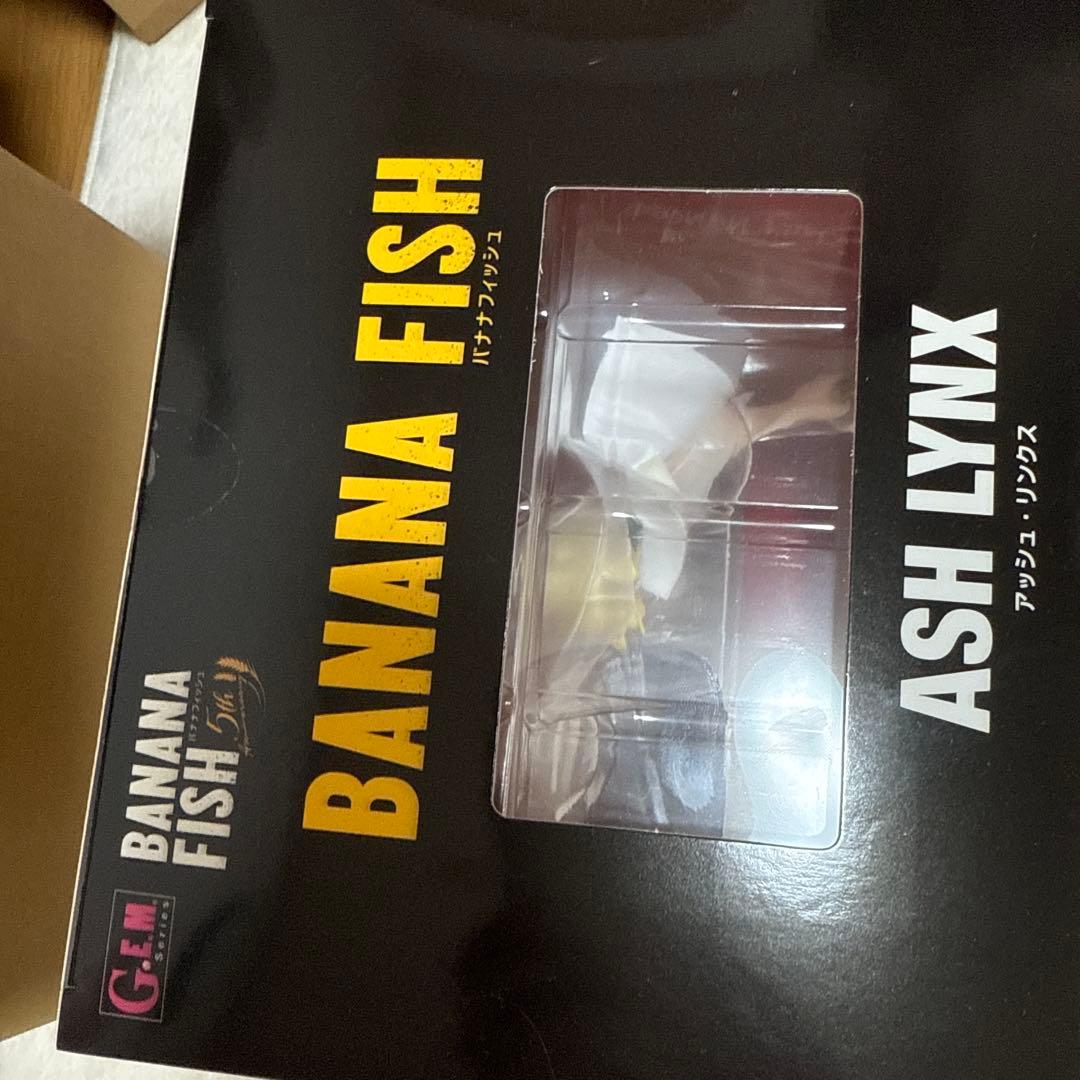 G.E.M.
Series
BANANA
FISH
バナナフィッシュ
5th
Anniversary
BANANA FISH
バナナフィッシュ
ASH LYNX
アッシュ・リンクス